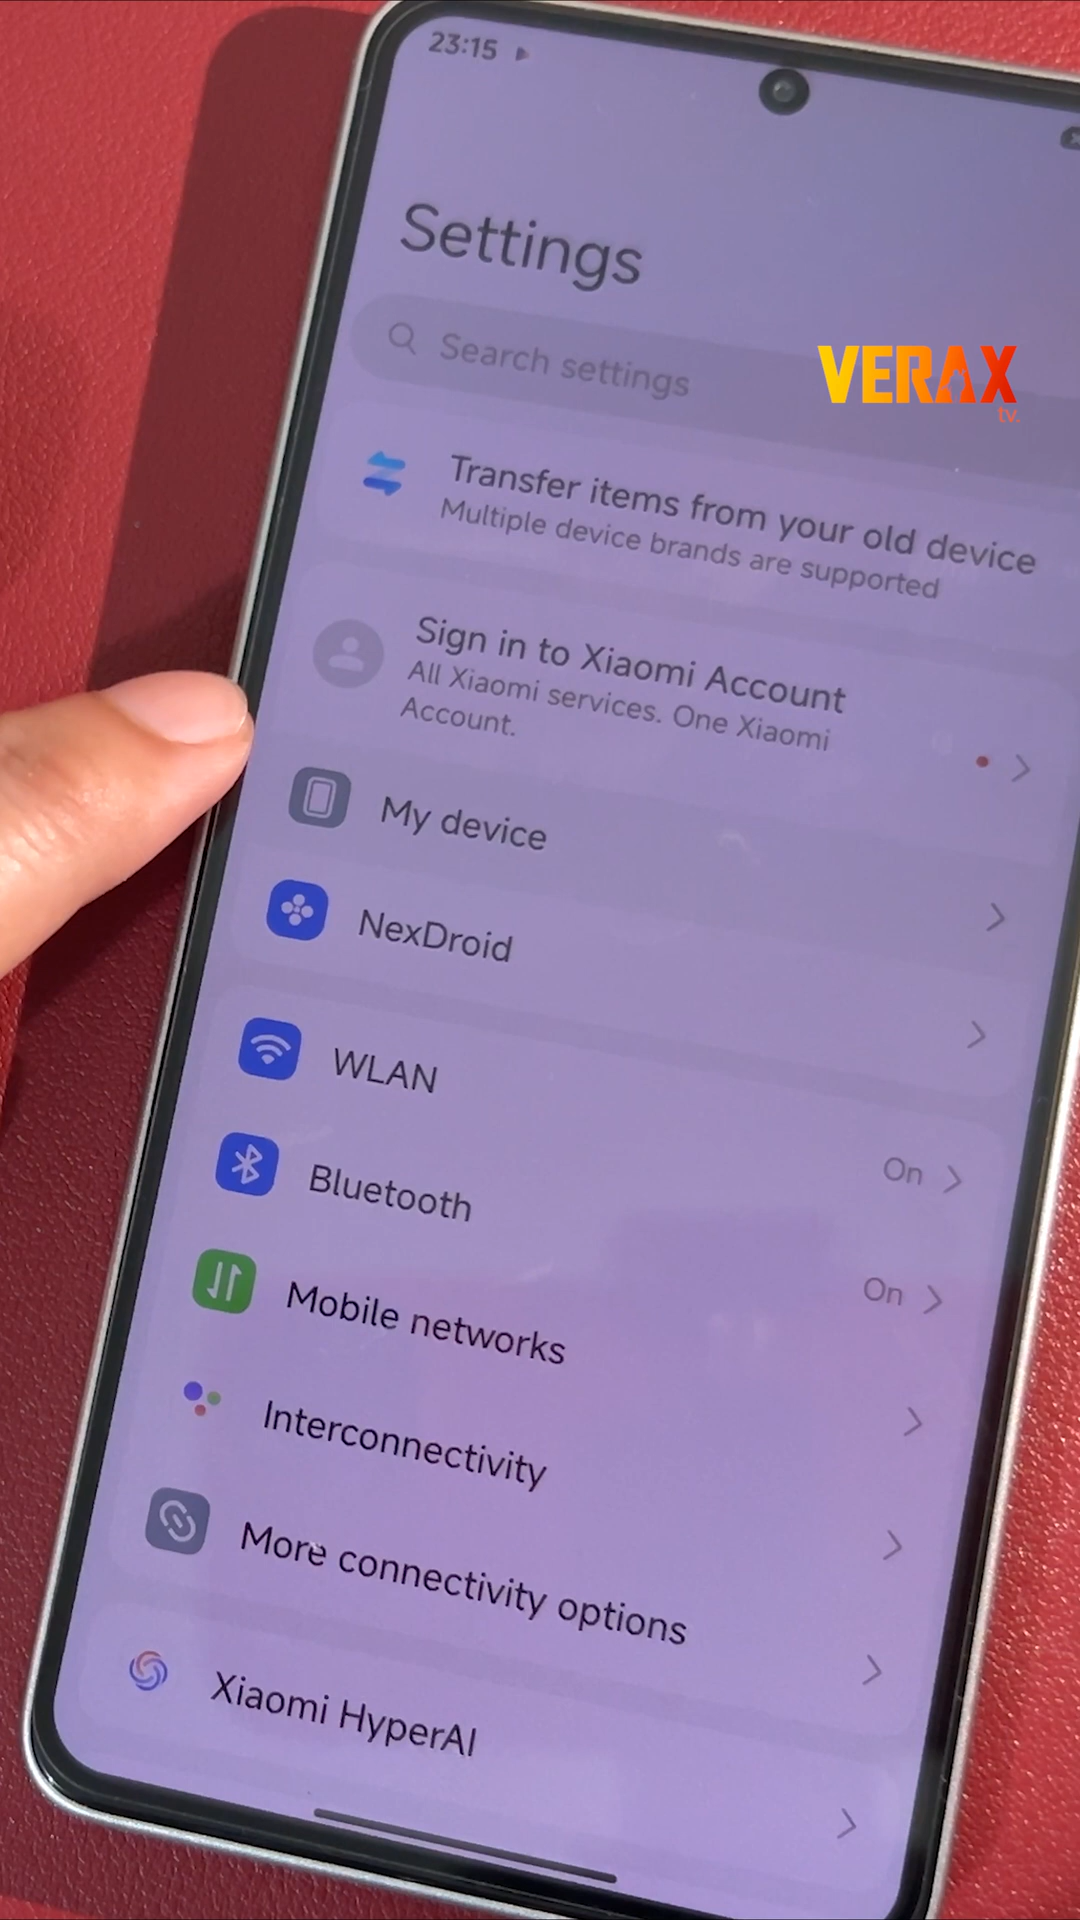 23:15
Settings
Search settings
VERAX
tv.
Transfer items from your old device
Multiple device brands are supported
Sign in to Xiaomi Account
All Xiaomi services. One Xiaomi
Account.
My device
NexDroid
WLAN
On
Bluetooth
On
Mobile networks
Interconnectivity
More connectivity options
Xiaomi HyperAI